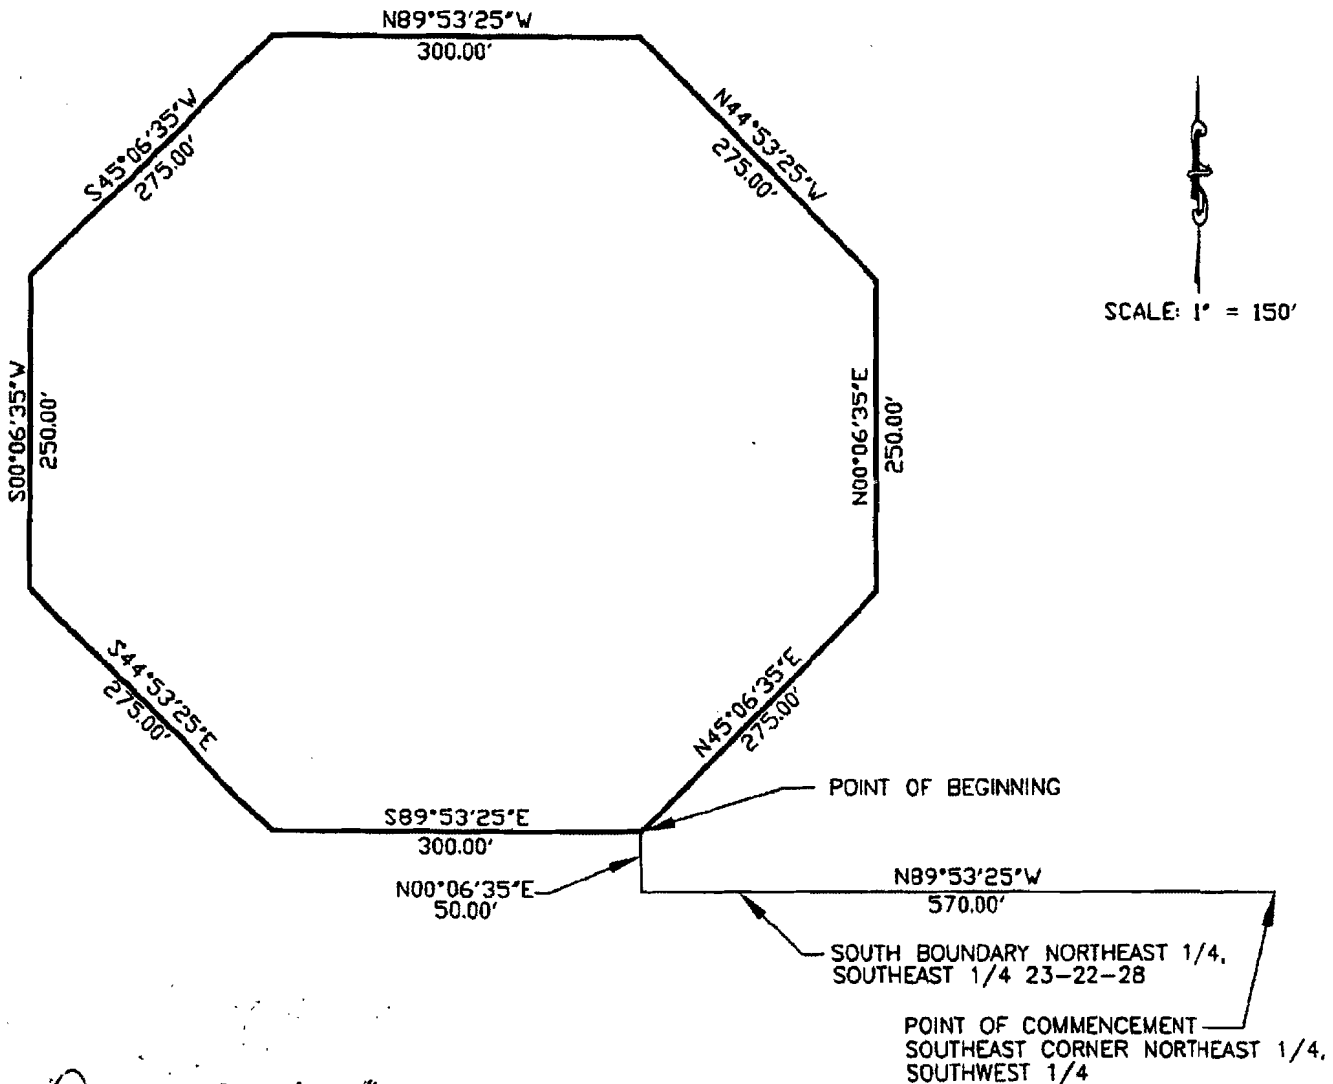 N89°53'25"W
300.00'
N44°53'25"W
275.00'
S45°06'35"W
275.00'
SCALE: 1" = 150'
S00°06'35"W
250.00'
N00°06'35"E
250.00'
S44°53'25"E
275.00'
N45°06'35"E
275.00'
POINT OF BEGINNING
S89°53'25"E
300.00'
N00°06'35"E
50.00'
N89°53'25"W
570.00'
SOUTH BOUNDARY NORTHEAST 1/4,
SOUTHEAST 1/4 23-22-28
POINT OF COMMENCEMENT
SOUTHEAST CORNER NORTHEAST 1/4,
SOUTHWEST 1/4